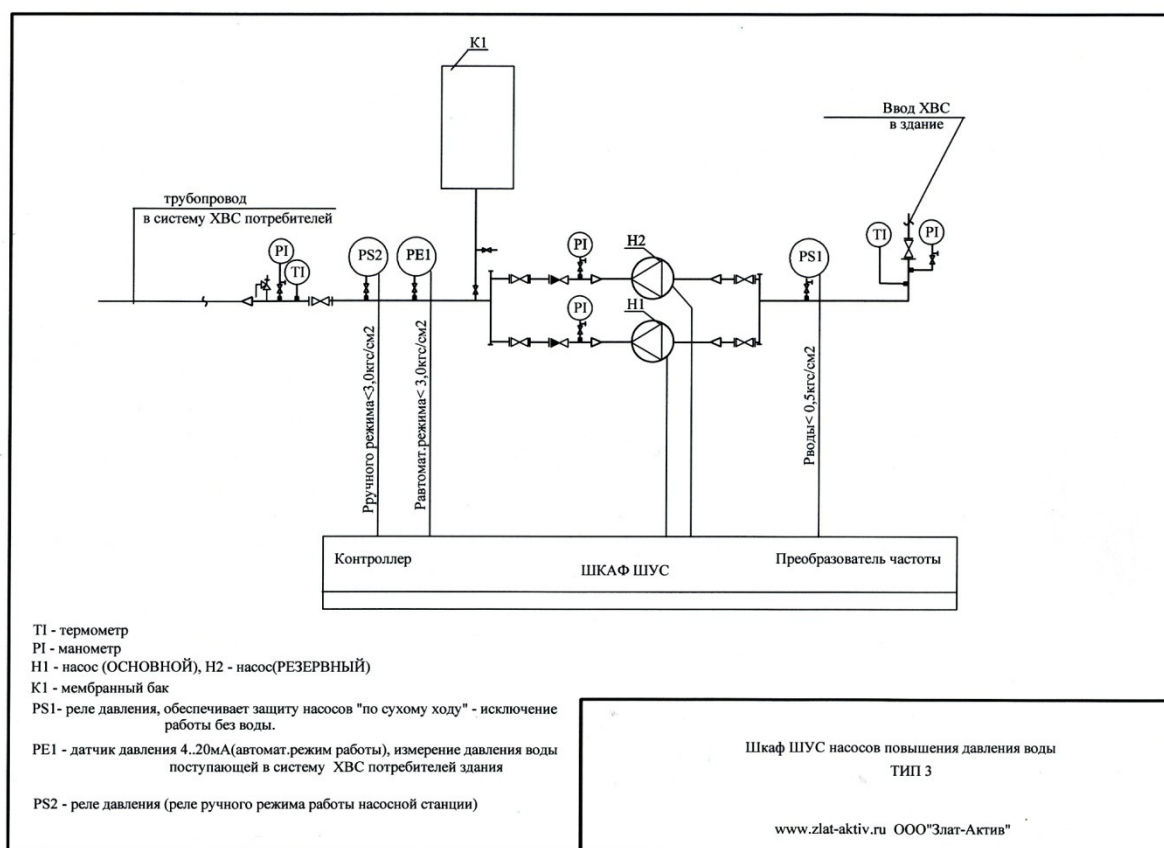 К1
Ввод ХВС
в здание
трубопровод
в систему ХВС потребителей
PI
TI
PS2
PE1
PI
Н2
PS1
TI
PI
PI
Н1
Рручного режима<3,0кгс/см2
Равтомат.режима< 3,0кгс/см2
Рводы< 0,5кгс/см2
Контроллер
ШКАФ ШУС
Преобразователь частоты
TI - термометр
PI - манометр
Н1 - насос (ОСНОВНОЙ), Н2 - насос(РЕЗЕРВНЫЙ)
К1 - мембранный бак
PS1- реле давления, обеспечивает защиту насосов "по сухому ходу" - исключение
работы без воды.
PE1 - датчик давления 4..20мА(автомат.режим работы), измерение давления воды
поступающей в систему ХВС потребителей здания
PS2 - реле давления (реле ручного режима работы насосной станции)
Шкаф ШУС насосов повышения давления воды
ТИП 3
www.zlat-aktiv.ru ООО"Злат-Актив"